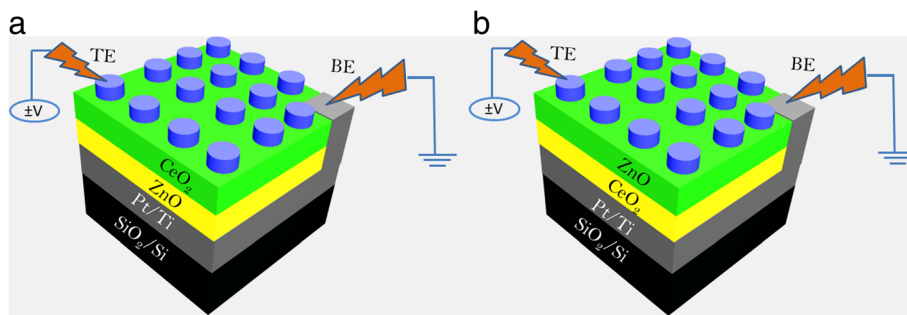 a
TE
BE
±V
CeO₂
ZnO
Pt/Ti
SiO₂/Si
b
TE
BE
±V
ZnO
CeO₂
Pt/Ti
SiO₂/Si